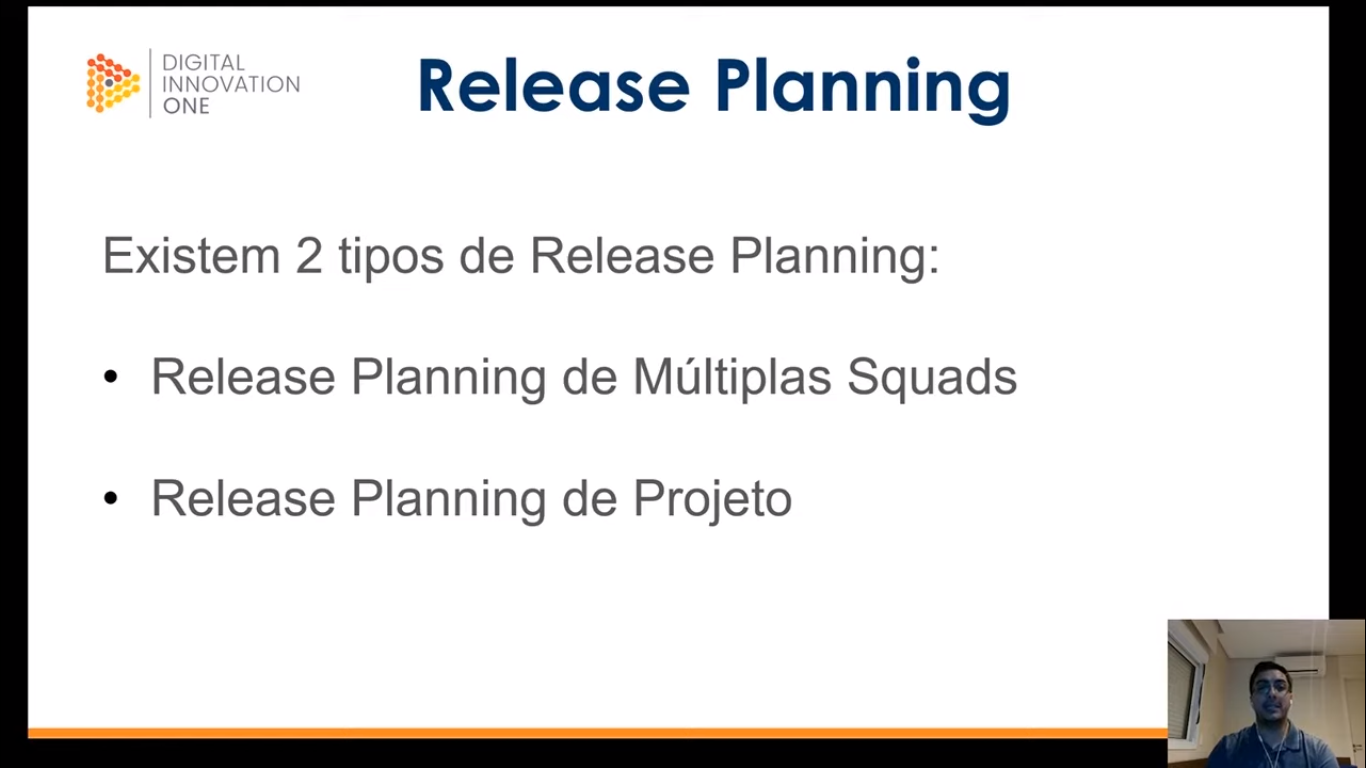 DIGITAL
INNOVATION
ONE
Release Planning
Existem 2 tipos de Release Planning:
• Release Planning de Múltiplas Squads
• Release Planning de Projeto